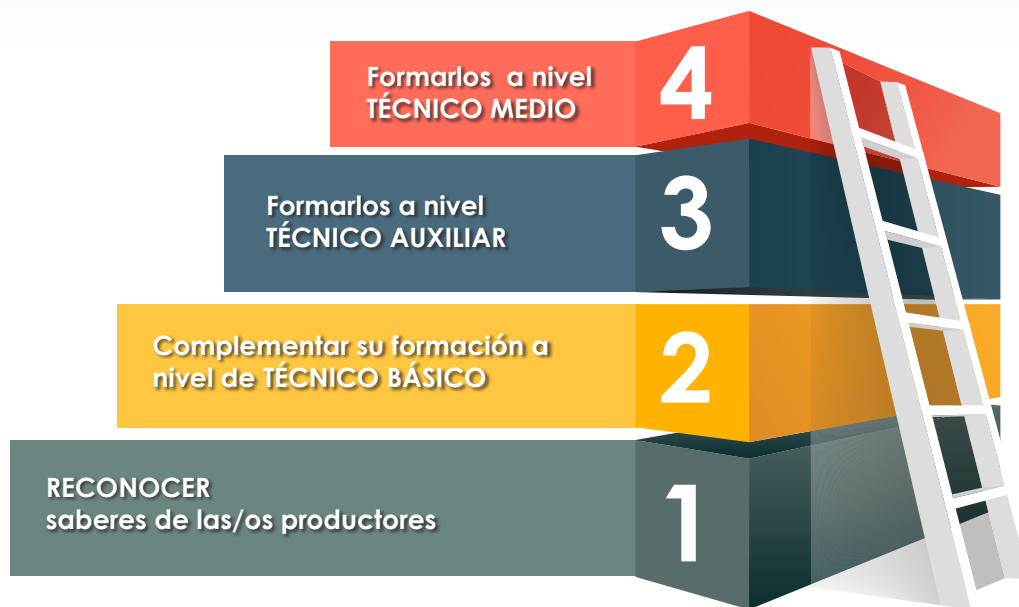 Formarlos a nivel
TÉCNICO MEDIO
4
Formarlos a nivel
TÉCNICO AUXILIAR
3
Complementar su formación a
nivel de TÉCNICO BÁSICO
2
RECONOCER
saberes de las/os productores
1